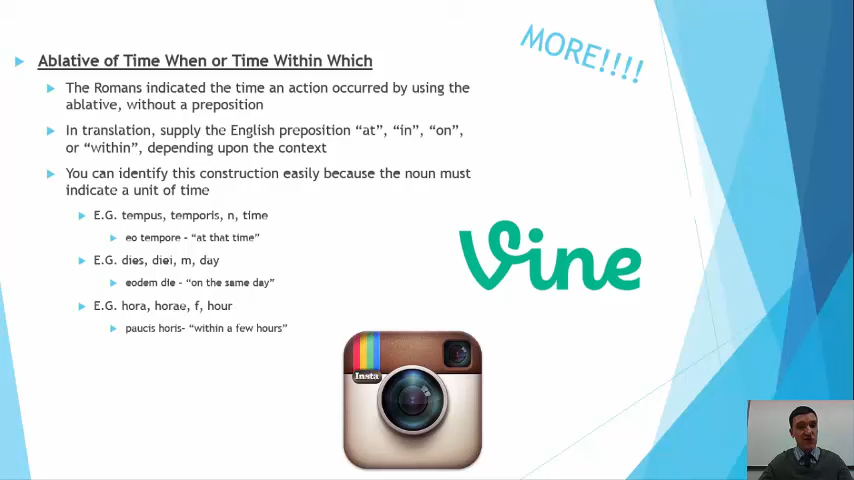 MORE!!!!
Ablative of Time When or Time Within Which
The Romans indicated the time an action occurred by using the
ablative, without a preposition
In translation, supply the English preposition “at”, “in”, “on”,
or “within”, depending upon the context
You can identify this construction easily because the noun must
indicate a unit of time
E.G. tempus, temporis, n, time
eo tempore – “at that time”
E.G. dies, diei, m, day
eodem die – “on the same day”
E.G. hora, horae, f, hour
paucis horis– “within a few hours”
Vine
Insta